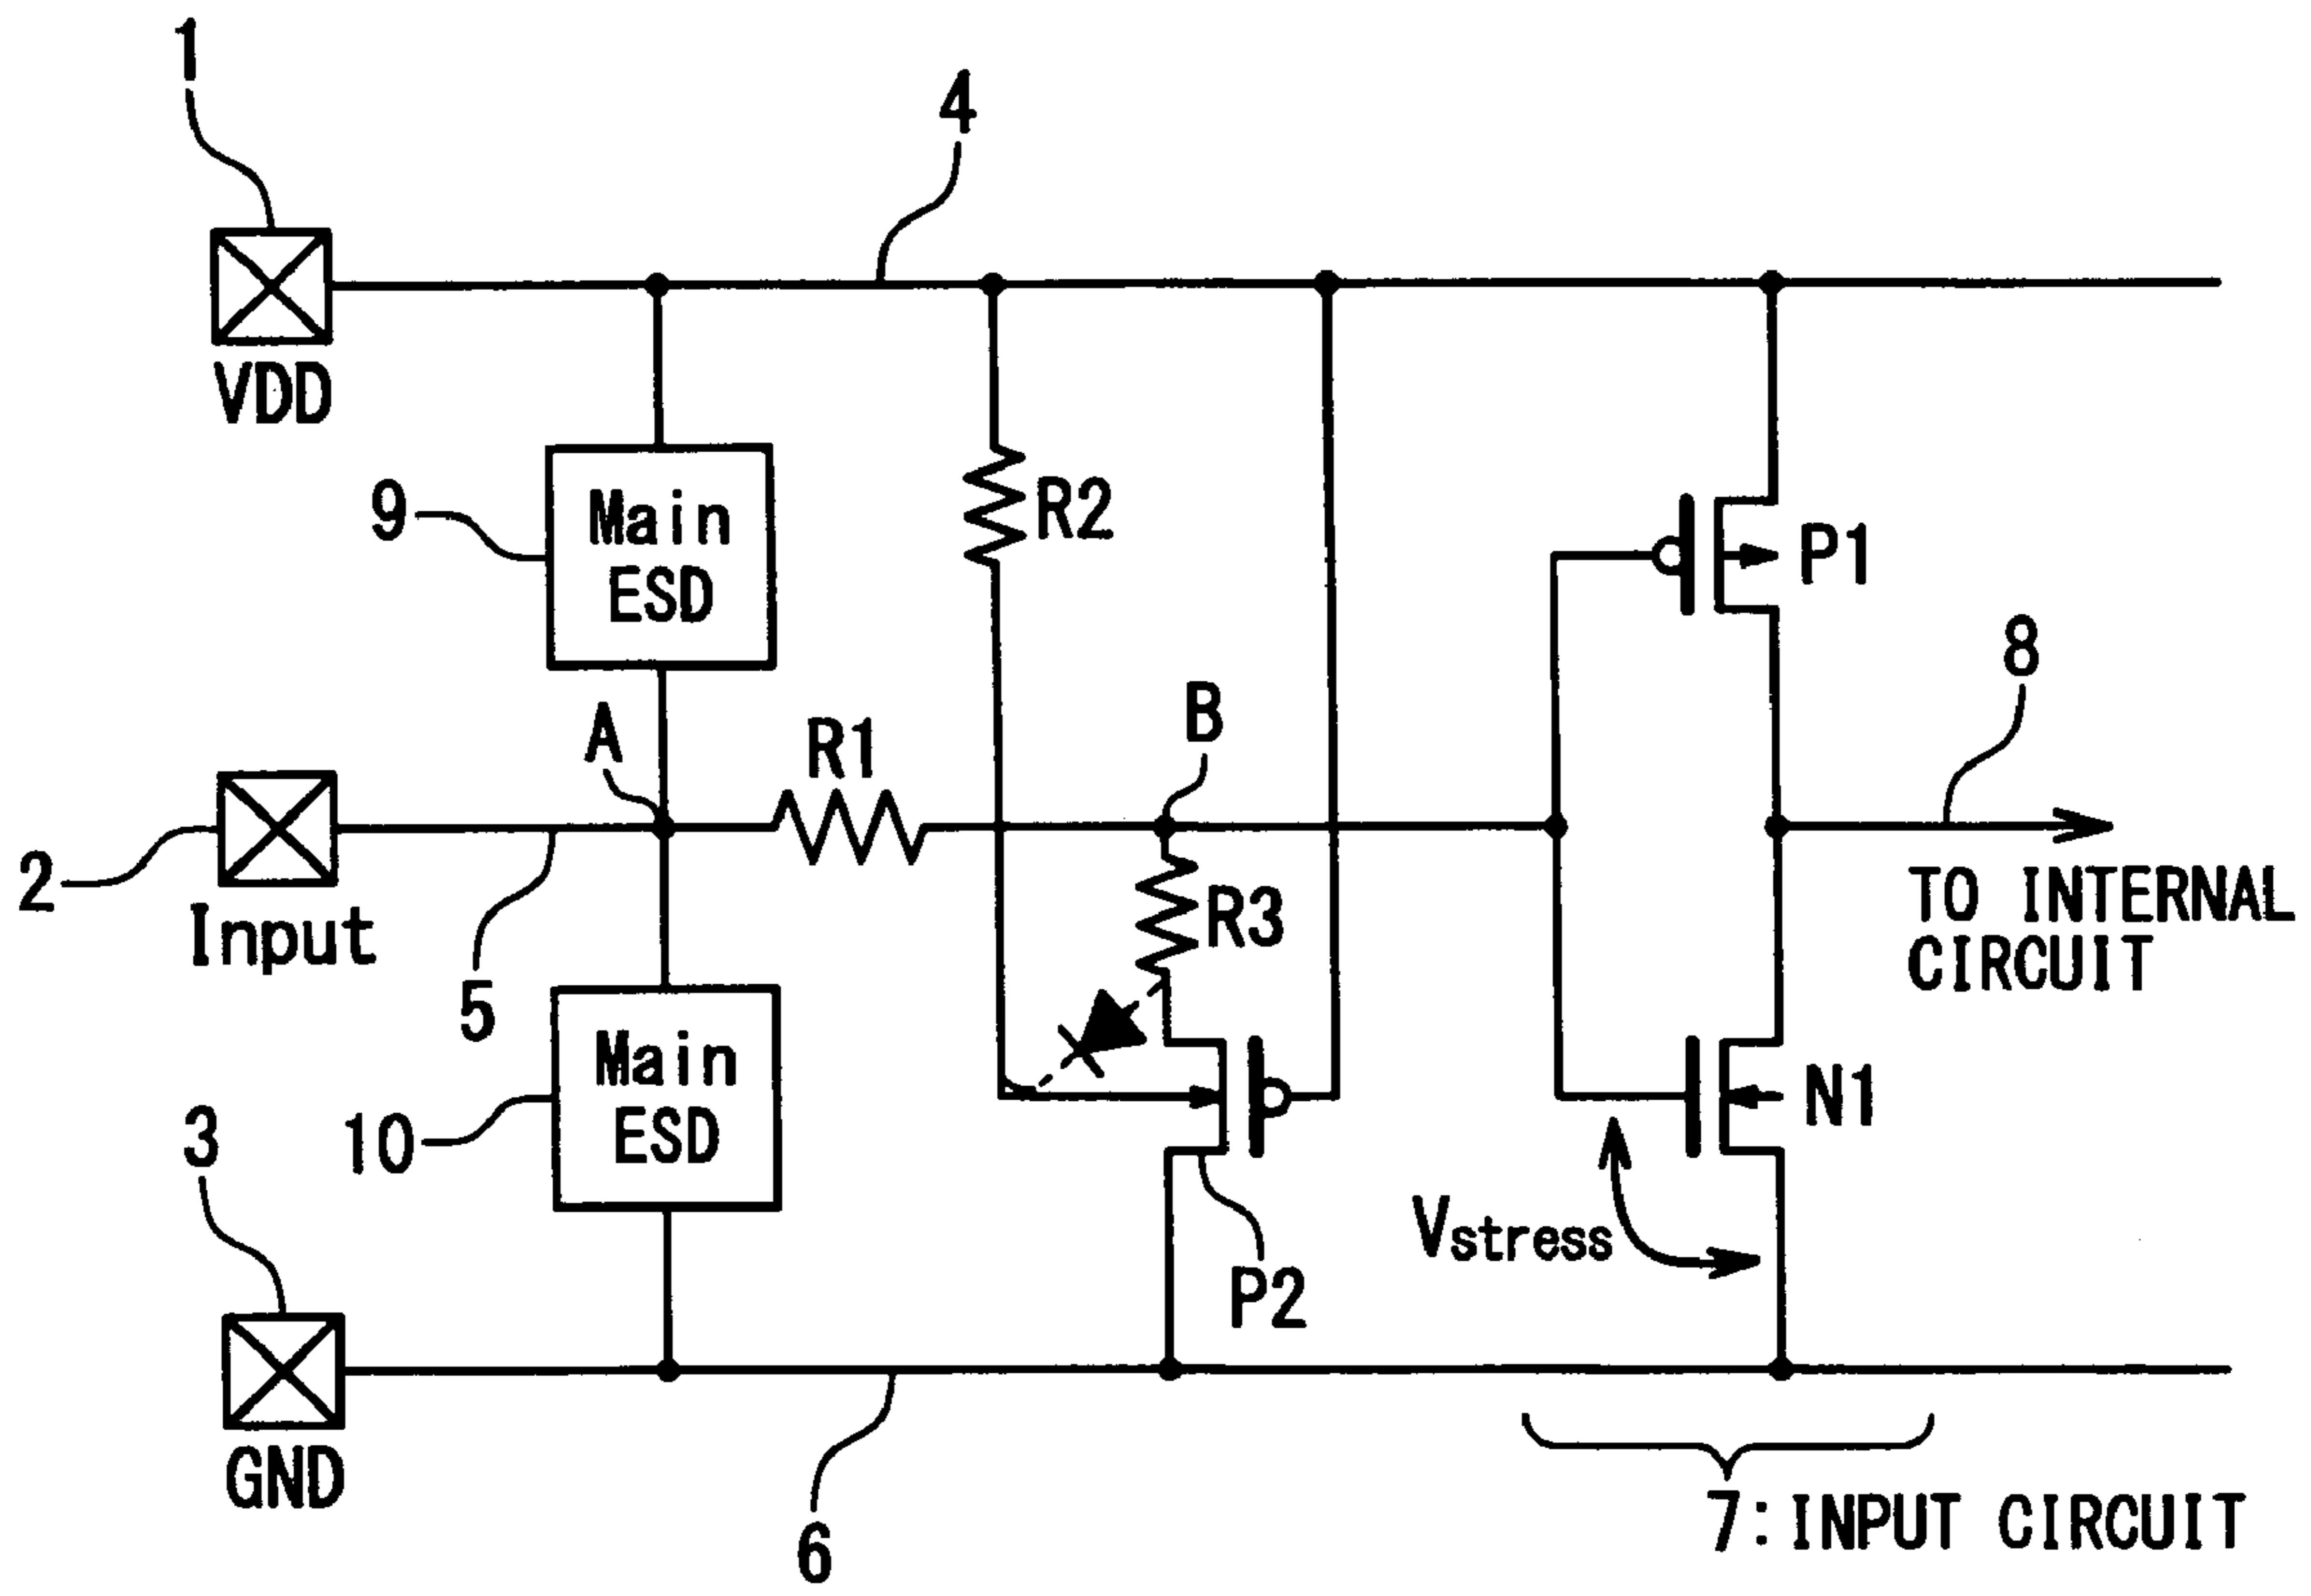 1
4
VDD
9
Main
ESD
R2
P1
8
A
R1
B
2
Input
5
R3
TO INTERNAL
CIRCUIT
10
Main
ESD
N1
3
Vstress
P2
GND
6
7: INPUT CIRCUIT